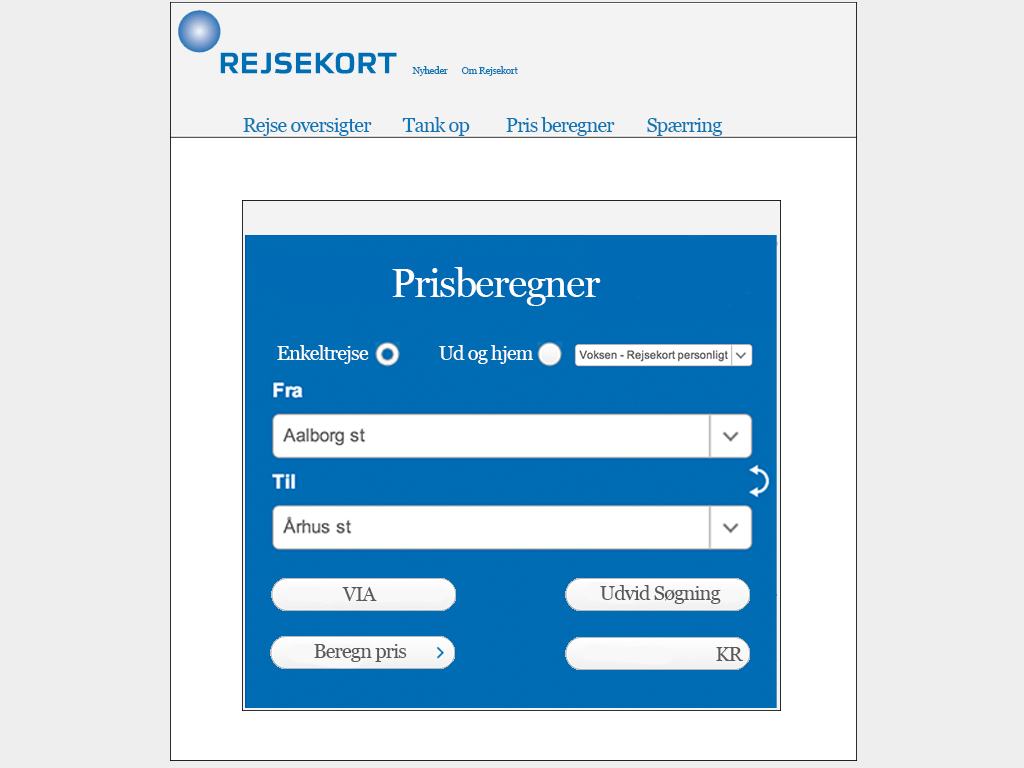 REJSEKORT
Nyheder Om Rejsekort
Rejse oversigter Tank op Pris beregner Spærring
Prisberegner
Enkeltrejse Ud og hjem Voksen - Rejsekort personligt
Fra
Aalborg st
Til
Århus st
VIA Udvid Søgning
Beregn pris KR